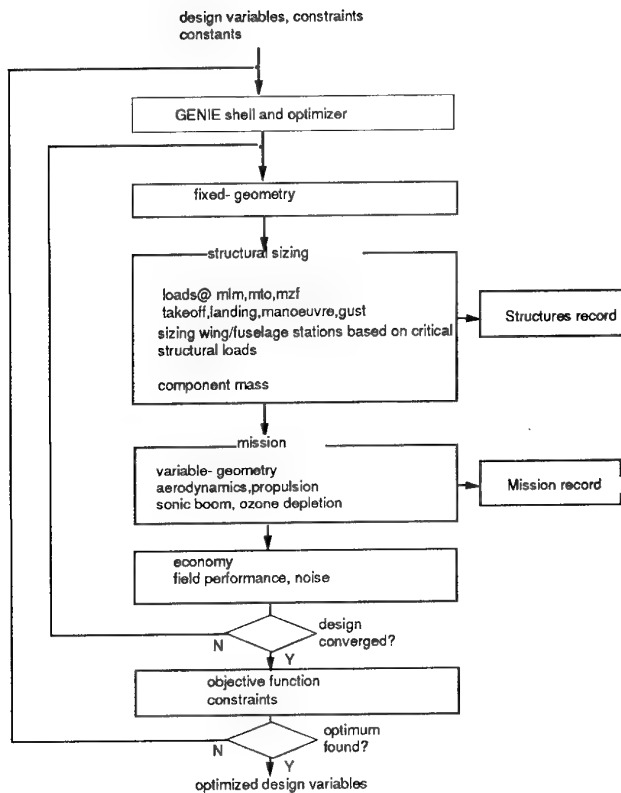 design variables, constraints
constants
GENIE shell and optimizer
fixed- geometry
structural sizing
loads@ mlm,mto,mzf
takeoff,landing,manoeuvre,gust
sizing wing/fuselage stations based on critical
structural loads
component mass
Structures record
mission
variable- geometry
aerodynamics,propulsion
sonic boom, ozone depletion
Mission record
economy
field performance, noise
design
converged?
N
Y
objective function
constraints
optimum
found?
N
Y
optimized design variables